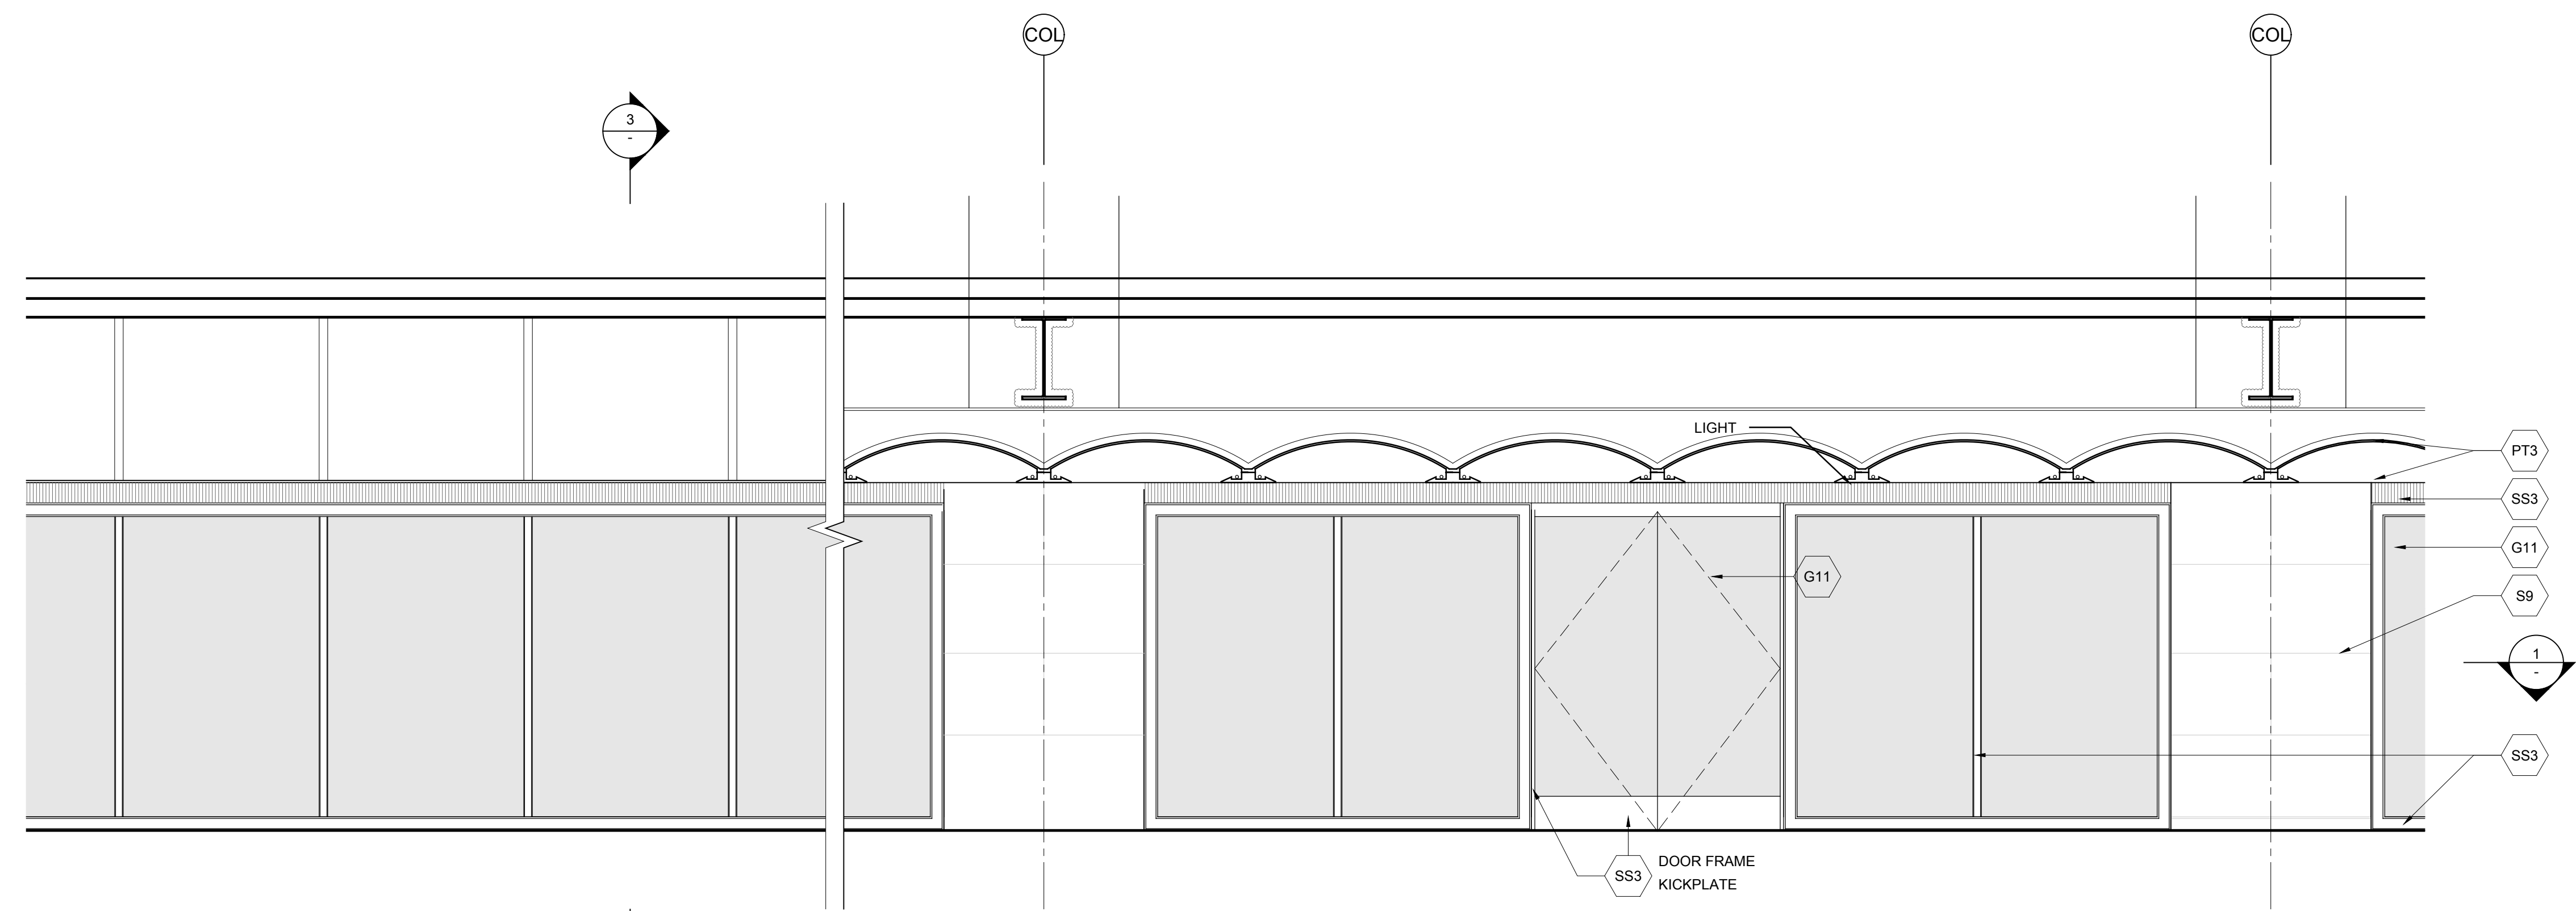 COL
COL
3
-
LIGHT
PT3
SS3
G11
G11
S9
1
-
SS3
DOOR FRAME
SS3
KICKPLATE